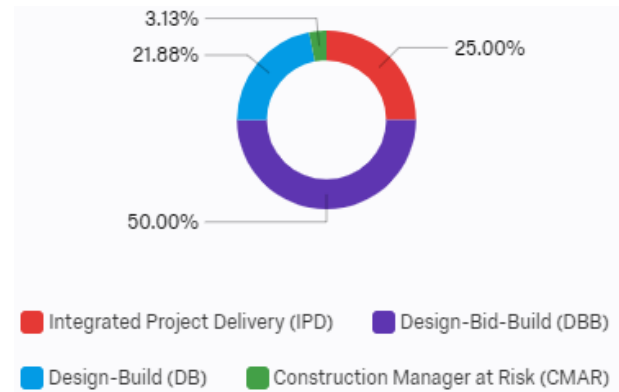 3.13%
25.00%
21.88%
50.00%
Integrated Project Delivery (IPD)
Design-Bid-Build (DBB)
Design-Build (DB)
Construction Manager at Risk (CMAR)